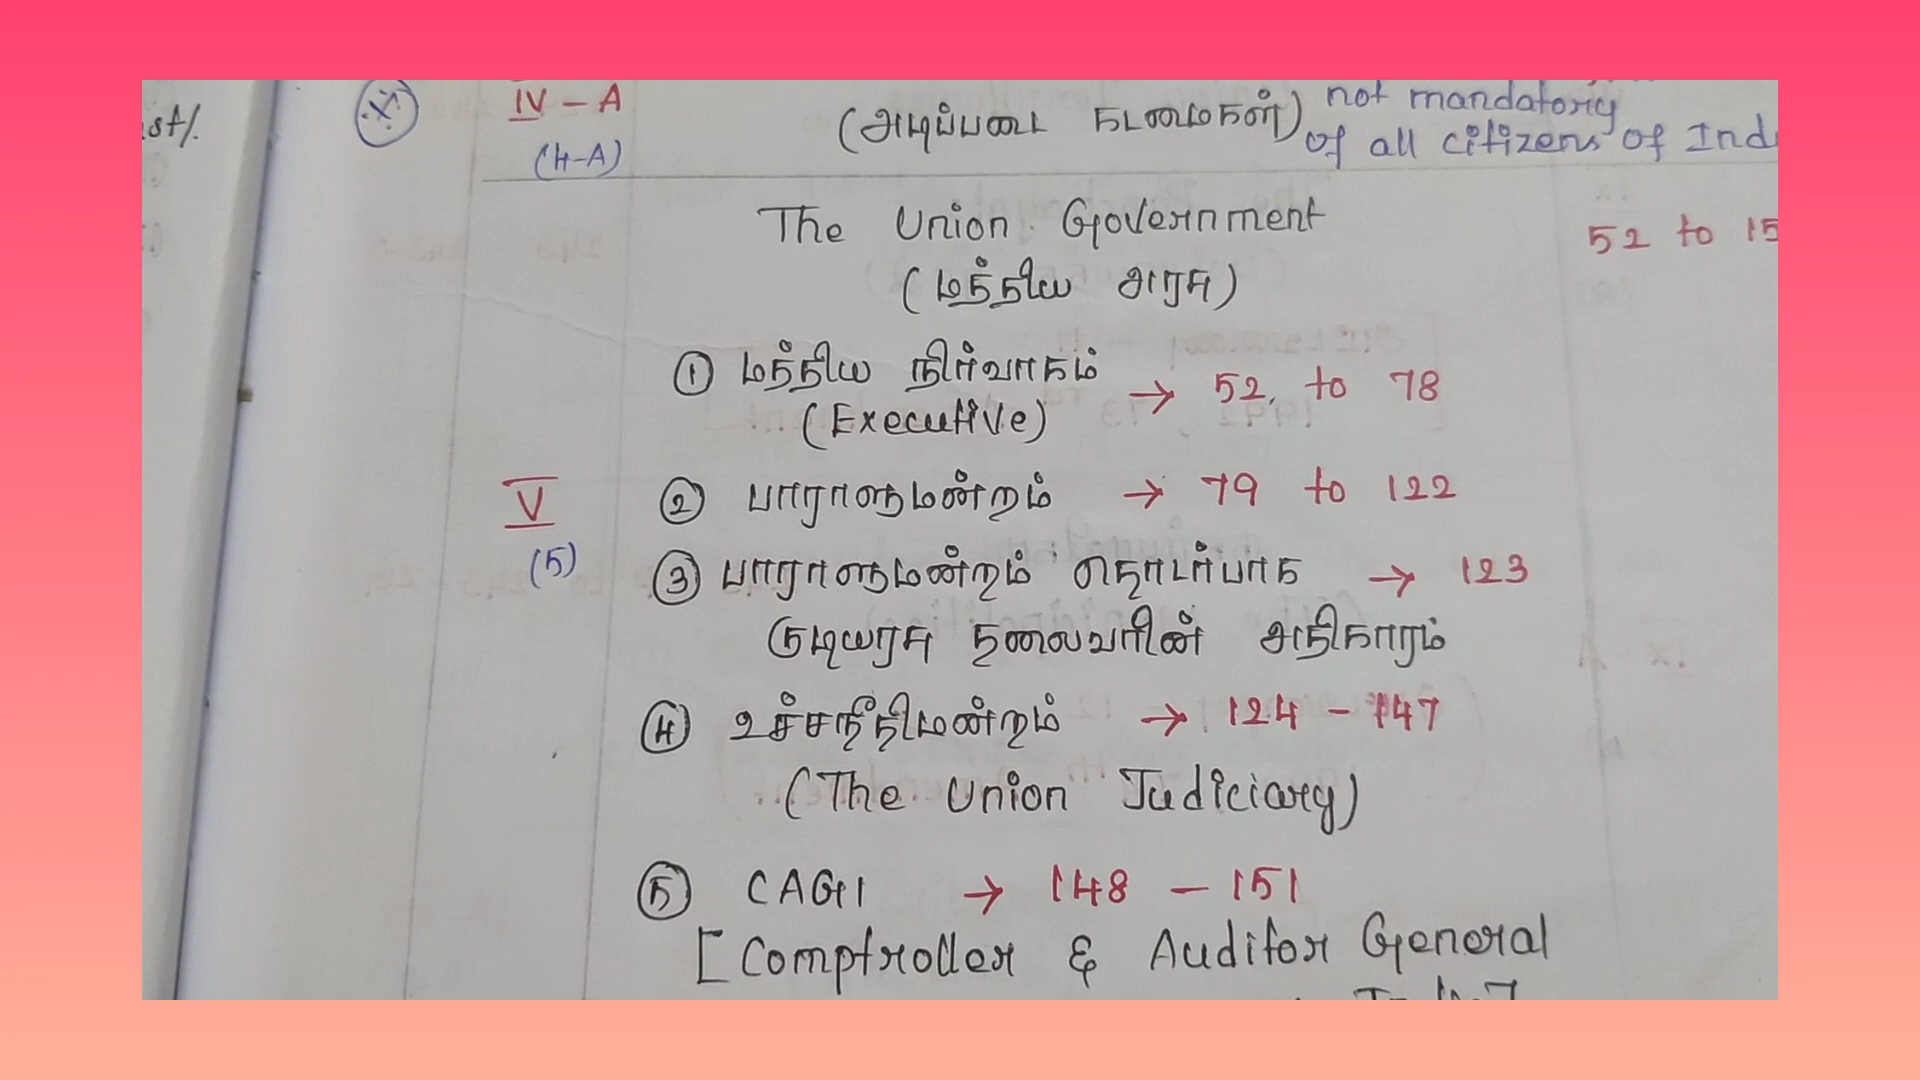 IV - A
(அடிப்படை கடமைகள்) not mandatory
(4-A)
of all citizens of Ind
The Union Government
52 to 15
(மத்திய அரசு)
① மத்திய நிர்வாகம் → 52, to 78
(Executive)
V
② பாராளுமன்றம் → 79 to 122
(5)
③ பாராளுமன்றம் தொடர்பாக → 123
குடியரசு தலைவரின் அதிகாரம்
④ உச்சநீதிமன்றம் → 124 - 147
(The Union Judiciary)
⑤ CAG → 148 - 151
[Comptroller & Auditor General